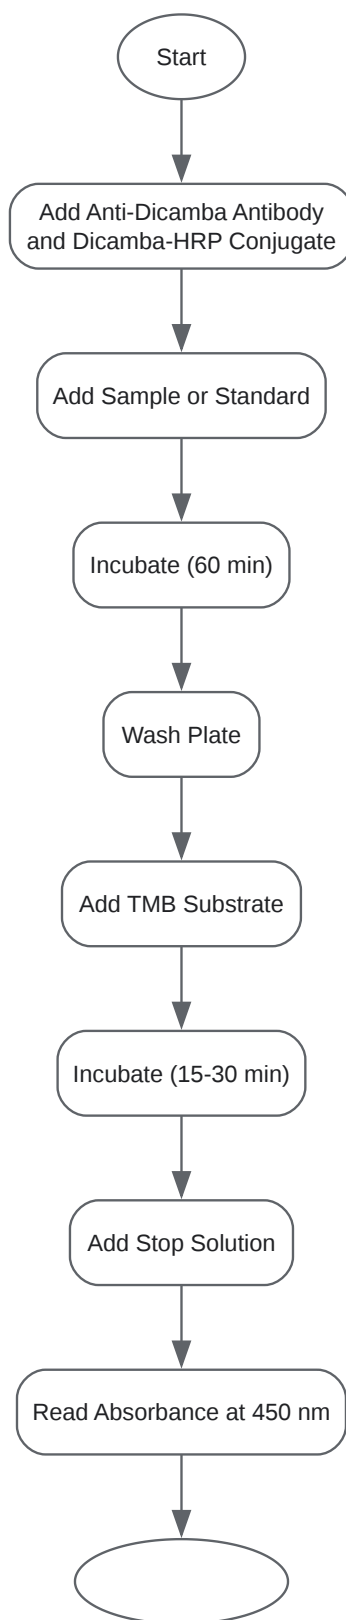 Start
Add Anti-Dicamba Antibody
and Dicamba-HRP Conjugate
Add Sample or Standard
Incubate (60 min)
Wash Plate
Add TMB Substrate
Incubate (15-30 min)
Add Stop Solution
Read Absorbance at 450 nm